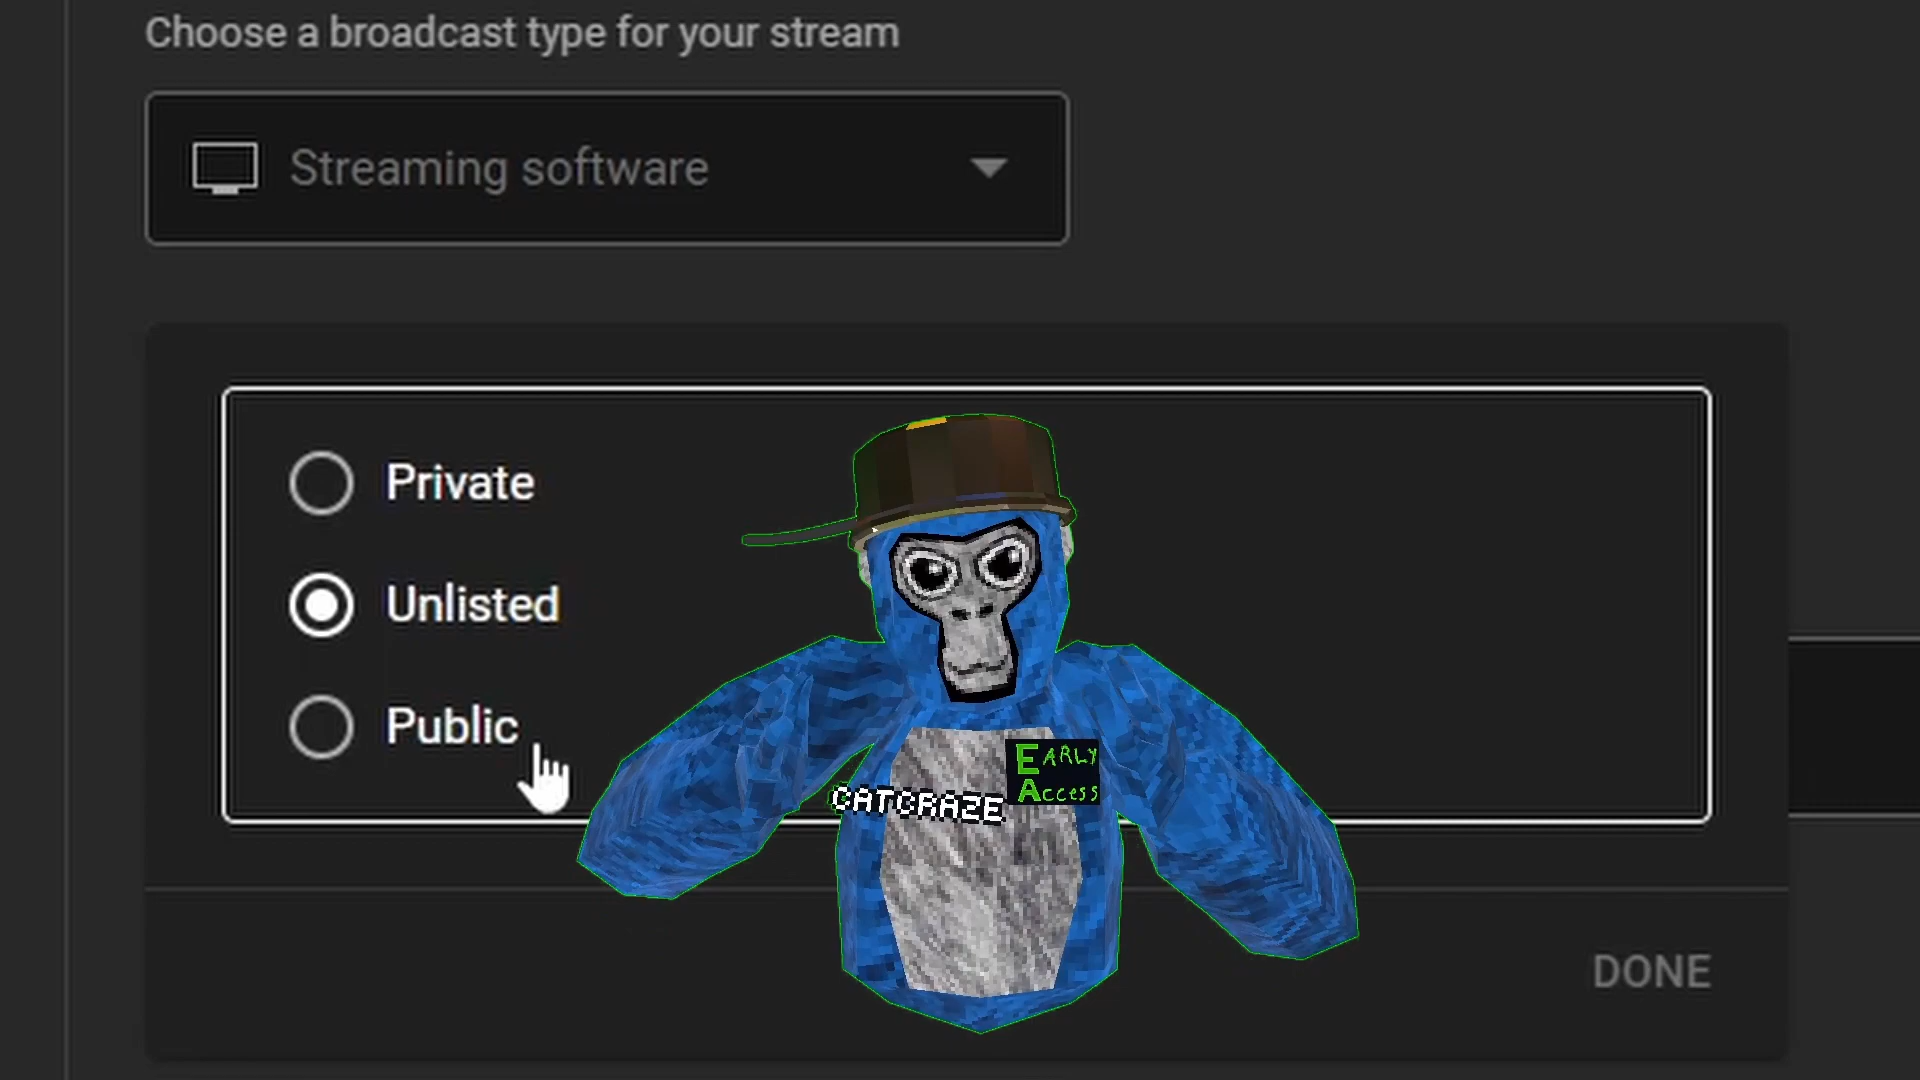 Choose a broadcast type for your stream
Streaming software
Private
Unlisted
Public
EARLY
ACCESS
CATCRAZE
DONE